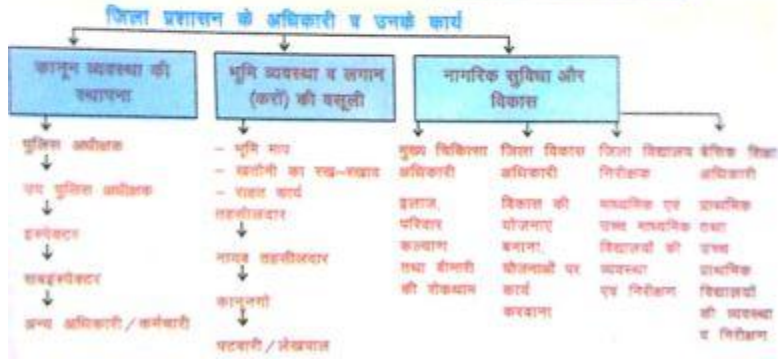 जिला प्रशासन के अधिकारी व उनके कार्य
कानून व्यवस्था की
स्थापना
भूमि व्यवस्था व लगान
(करों) की वसूली
नागरिक सुविधा और
विकास
पुलिस अधीक्षक
उप पुलिस अधीक्षक
इंस्पेक्टर
सबइंस्पेक्टर
अन्य अधिकारी / कर्मचारी
– भूमि माप
– खतौनी का रख-रखाव
– राहत कार्य
तहसीलदार
नायब तहसीलदार
कानूनगो
पटवारी / लेखपाल
मुख्य चिकित्सा
अधिकारी
इलाज,
परिवार
कल्याण
तथा बीमारी
की रोकथाम
जिला विकास
अधिकारी
विकास की
योजनाएं
बनाना,
योजनाओं पर
कार्य
करवाना
जिला विद्यालय
निरीक्षक
माध्यमिक एवं
उच्च माध्यमिक
विद्यालयों की
व्यवस्था
एवं निरीक्षण
बेसिक शिक्षा
अधिकारी
प्राथमिक
तथा
उच्च
प्राथमिक
विद्यालयों
की व्यवस्था
व निरीक्षण